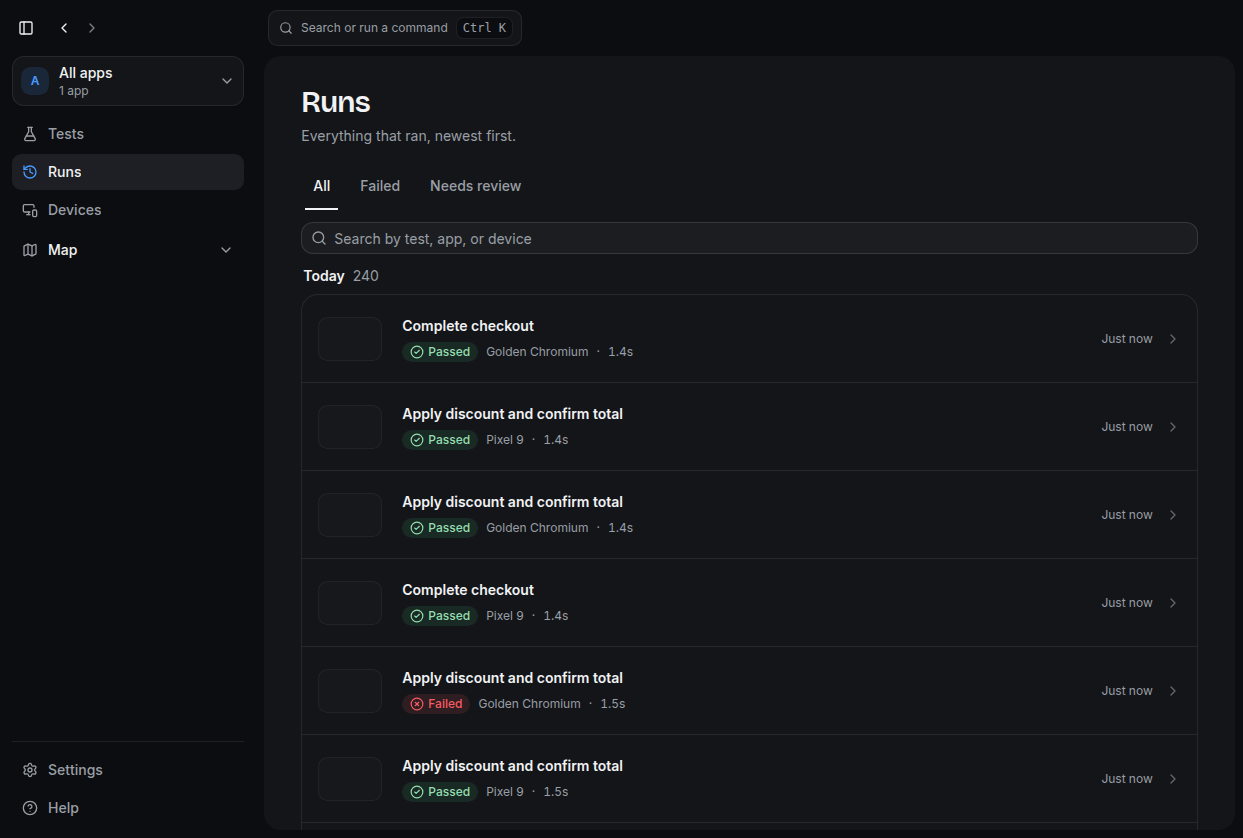 Search or run a command Ctrl K
A
All apps
1 app
Tests
Runs
Devices
Map
Settings
Help
Runs
Everything that ran, newest first.
All Failed Needs review
Search by test, app, or device
Today 240
Complete checkout
Passed Golden Chromium · 1.4s
Just now
Apply discount and confirm total
Passed Pixel 9 · 1.4s
Just now
Apply discount and confirm total
Passed Golden Chromium · 1.4s
Just now
Complete checkout
Passed Pixel 9 · 1.4s
Just now
Apply discount and confirm total
Failed Golden Chromium · 1.5s
Just now
Apply discount and confirm total
Passed Pixel 9 · 1.5s
Just now